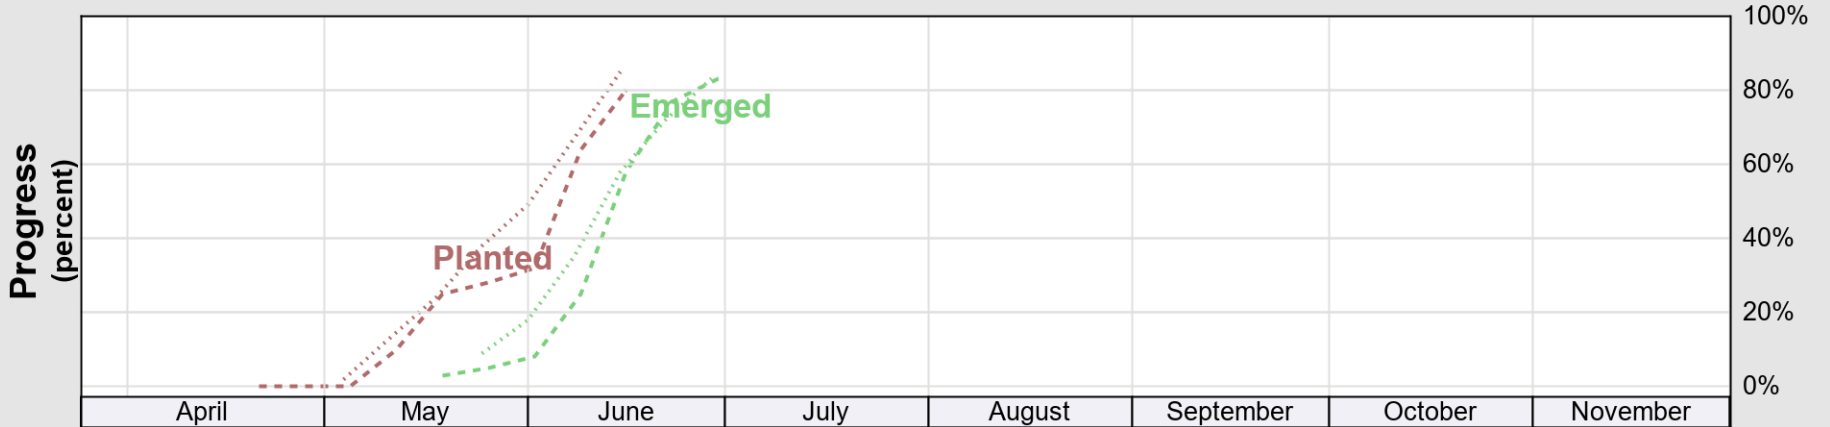 Progress
(percent)
100%
80%
60%
40%
20%
0%
Emerged
Planted
April May June July August September October November